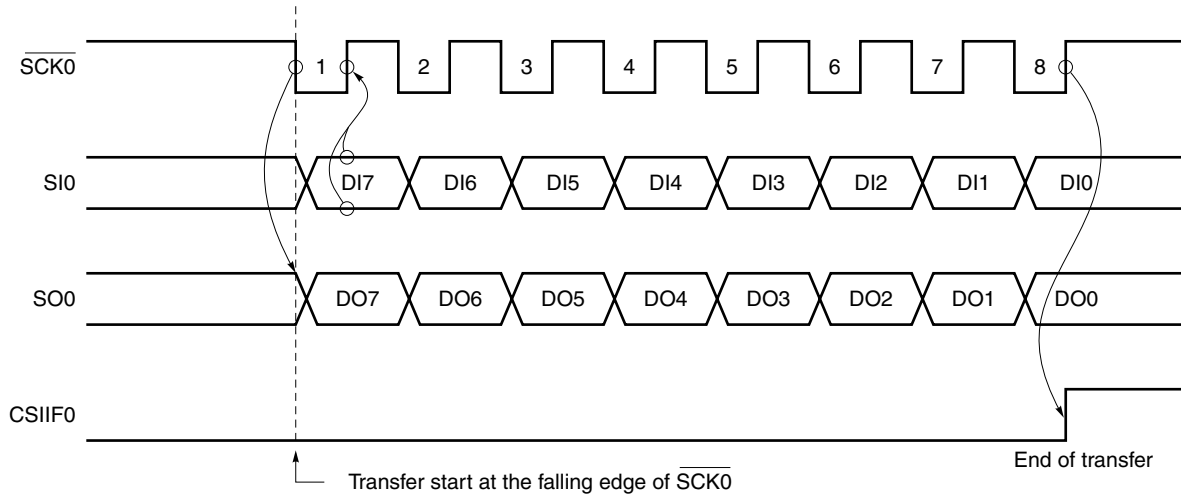 SCK0 1 2 3 4 5 6 7 8
SI0 DI7 DI6 DI5 DI4 DI3 DI2 DI1 DI0
SO0 DO7 DO6 DO5 DO4 DO3 DO2 DO1 DO0
CSIIF0
End of transfer
Transfer start at the falling edge of SCK0